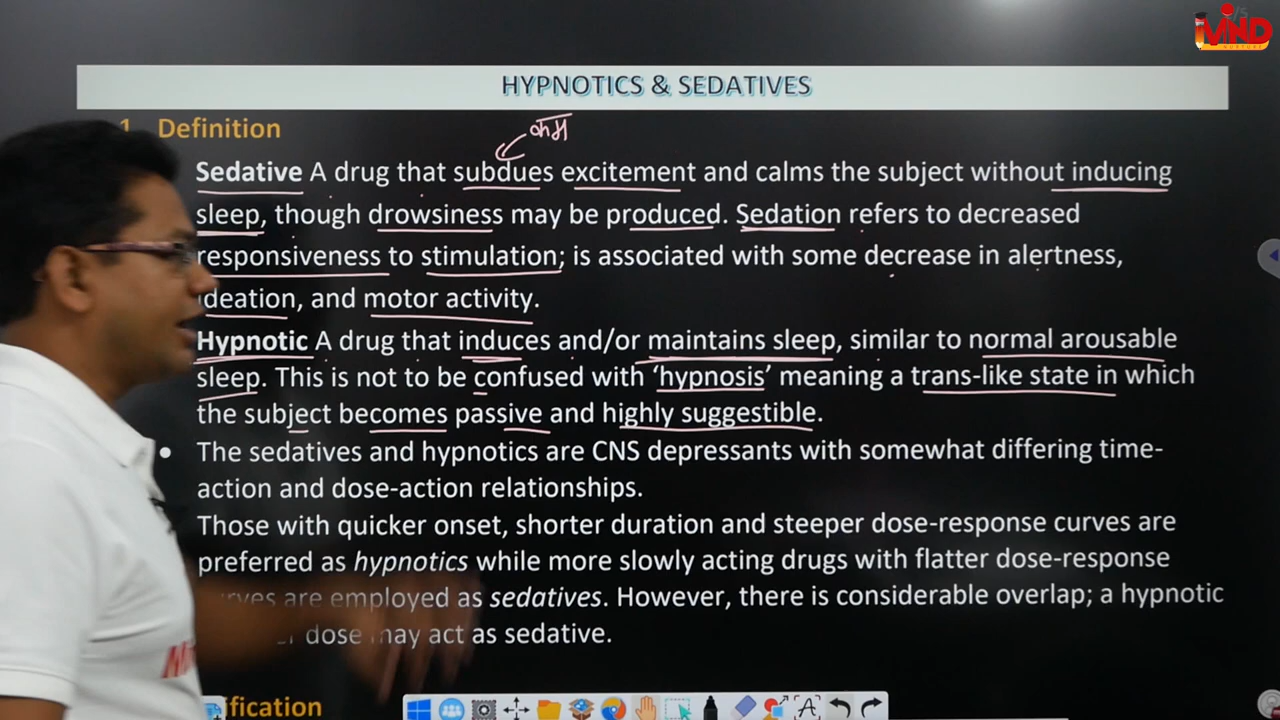 iVND
NURTURE
HYPNOTICS & SEDATIVES
1. Definition
कम
Sedative A drug that subdues excitement and calms the subject without inducing
sleep, though drowsiness may be produced. Sedation refers to decreased
responsiveness to stimulation; is associated with some decrease in alertness,
ideation, and motor activity.
Hypnotic A drug that induces and/or maintains sleep, similar to normal arousable
sleep. This is not to be confused with ‘hypnosis’ meaning a trans-like state in which
the subject becomes passive and highly suggestible.
● The sedatives and hypnotics are CNS depressants with somewhat differing time-
action and dose-action relationships.
Those with quicker onset, shorter duration and steeper dose-response curves are
preferred as hypnotics while more slowly acting drugs with flatter dose-response
curves are employed as sedatives. However, there is considerable overlap; a hypnotic
dose may act as sedative.
ification
A